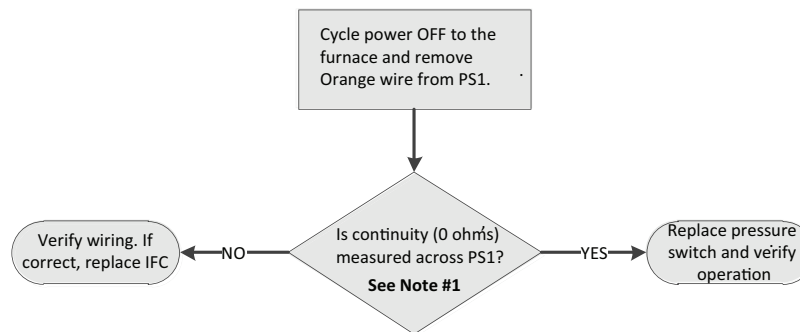 Cycle power OFF to the
furnace and remove
Orange wire from PS1.
Is continuity (0 ohms)
measured across PS1?
See Note #1
NO
YES
Verify wiring. If
correct, replace IFC
Replace pressure
switch and verify
operation